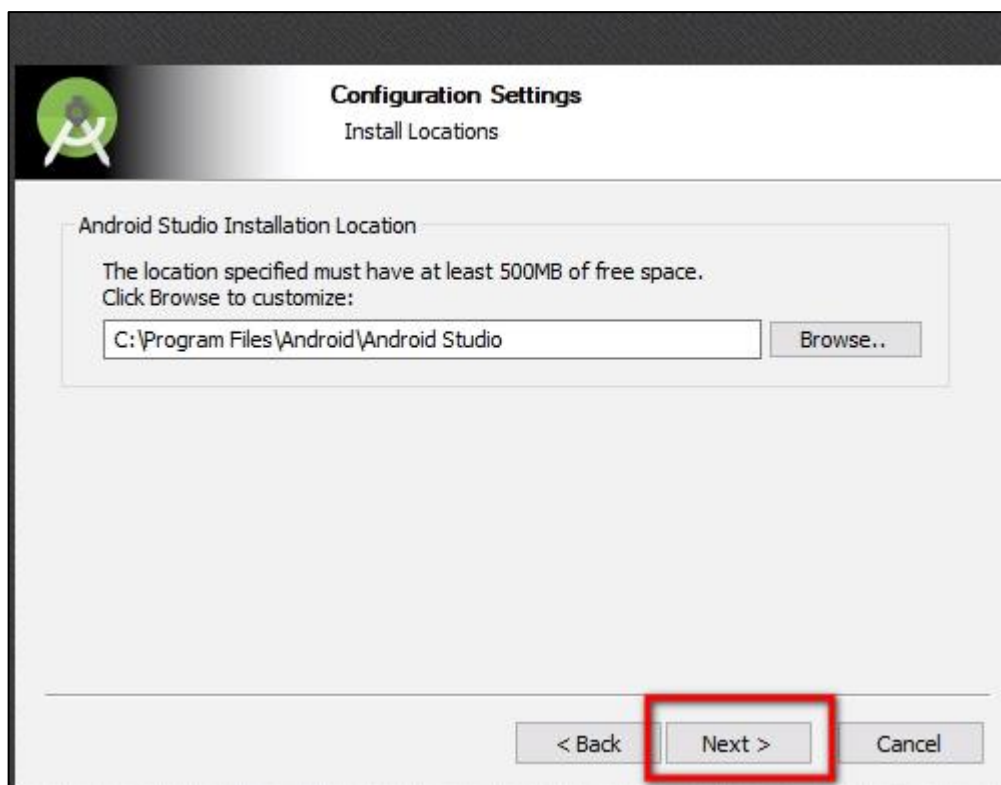 Configuration Settings
Install Locations
Android Studio Installation Location
The location specified must have at least 500MB of free space.
Click Browse to customize:
C:\Program Files\Android\Android Studio
Browse..
< Back
Next >
Cancel